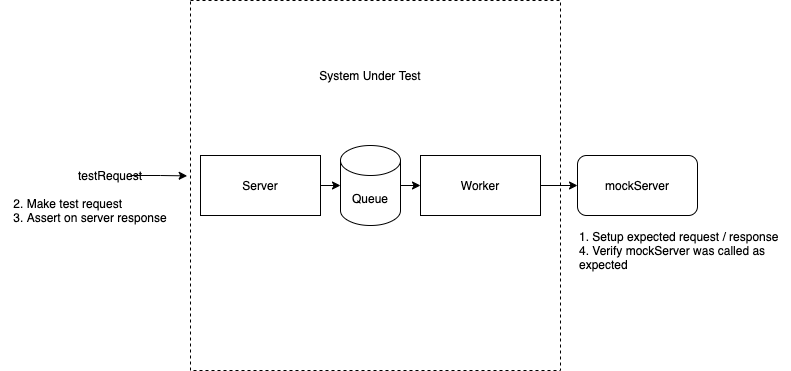 System Under Test
testRequest
Server
Queue
Worker
mockServer
2. Make test request
3. Assert on server response
1. Setup expected request / response
4. Verify mockServer was called as
expected